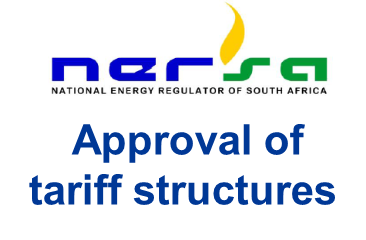 nersa
NATIONAL ENERGY REGULATOR OF SOUTH AFRICA
Approval of
tariff structures